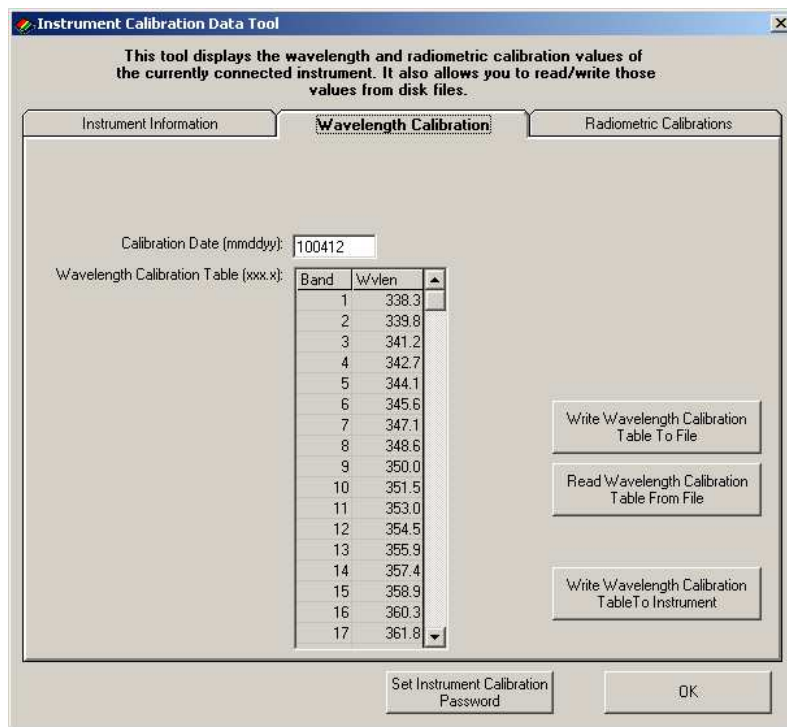 Instrument Calibration Data Tool
This tool displays the wavelength and radiometric calibration values of
the currently connected instrument. It also allows you to read/write those
values from disk files.
Instrument Information
Wavelength Calibration
Radiometric Calibrations
Calibration Date (mmddyy): 100412
Wavelength Calibration Table (xxx.x):
Band Wvlen
1 338.3
2 339.8
3 341.2
4 342.7
5 344.1
6 345.6
7 347.1
8 348.6
9 350.0
10 351.5
11 353.0
12 354.5
13 355.9
14 357.4
15 358.9
16 360.3
17 361.8
Write Wavelength Calibration
Table To File
Read Wavelength Calibration
Table From File
Write Wavelength Calibration
TableTo Instrument
Set Instrument Calibration
Password
OK